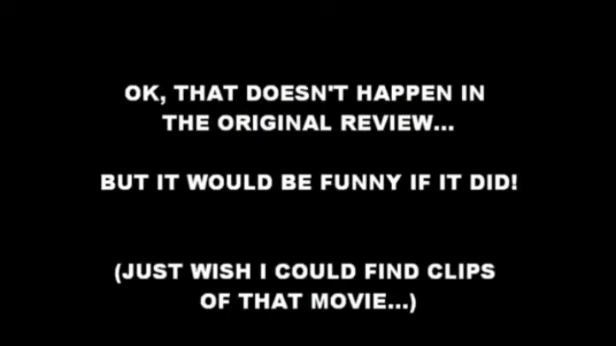 OK, THAT DOESN'T HAPPEN IN
THE ORIGINAL REVIEW...
BUT IT WOULD BE FUNNY IF IT DID!
(JUST WISH I COULD FIND CLIPS
OF THAT MOVIE...)